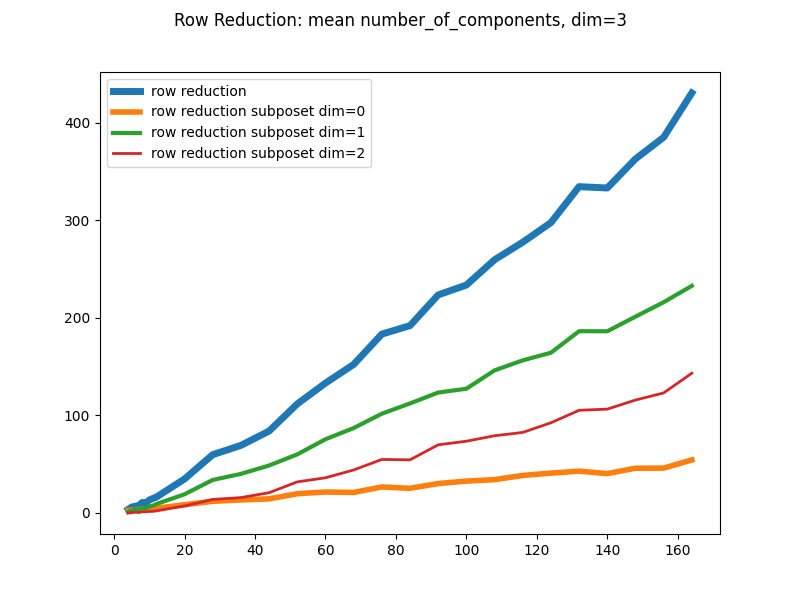 Row Reduction: mean number_of_components, dim=3
row reduction
row reduction subposet dim=0
row reduction subposet dim=1
row reduction subposet dim=2
400
300
200
100
0
0 20 40 60 80 100 120 140 160